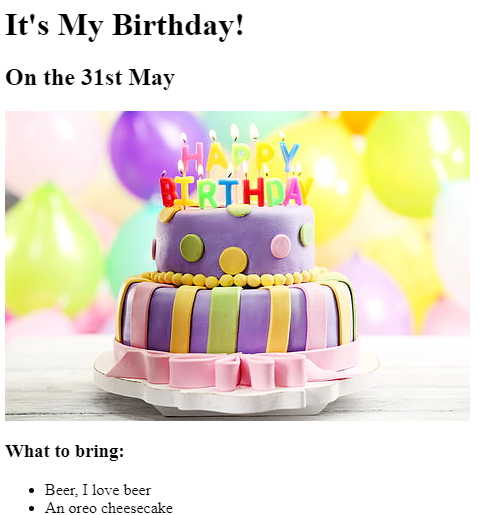 It's My Birthday!
On the 31st May
HAPPY
BIRTHDAY
What to bring:
Beer, I love beer
An oreo cheesecake